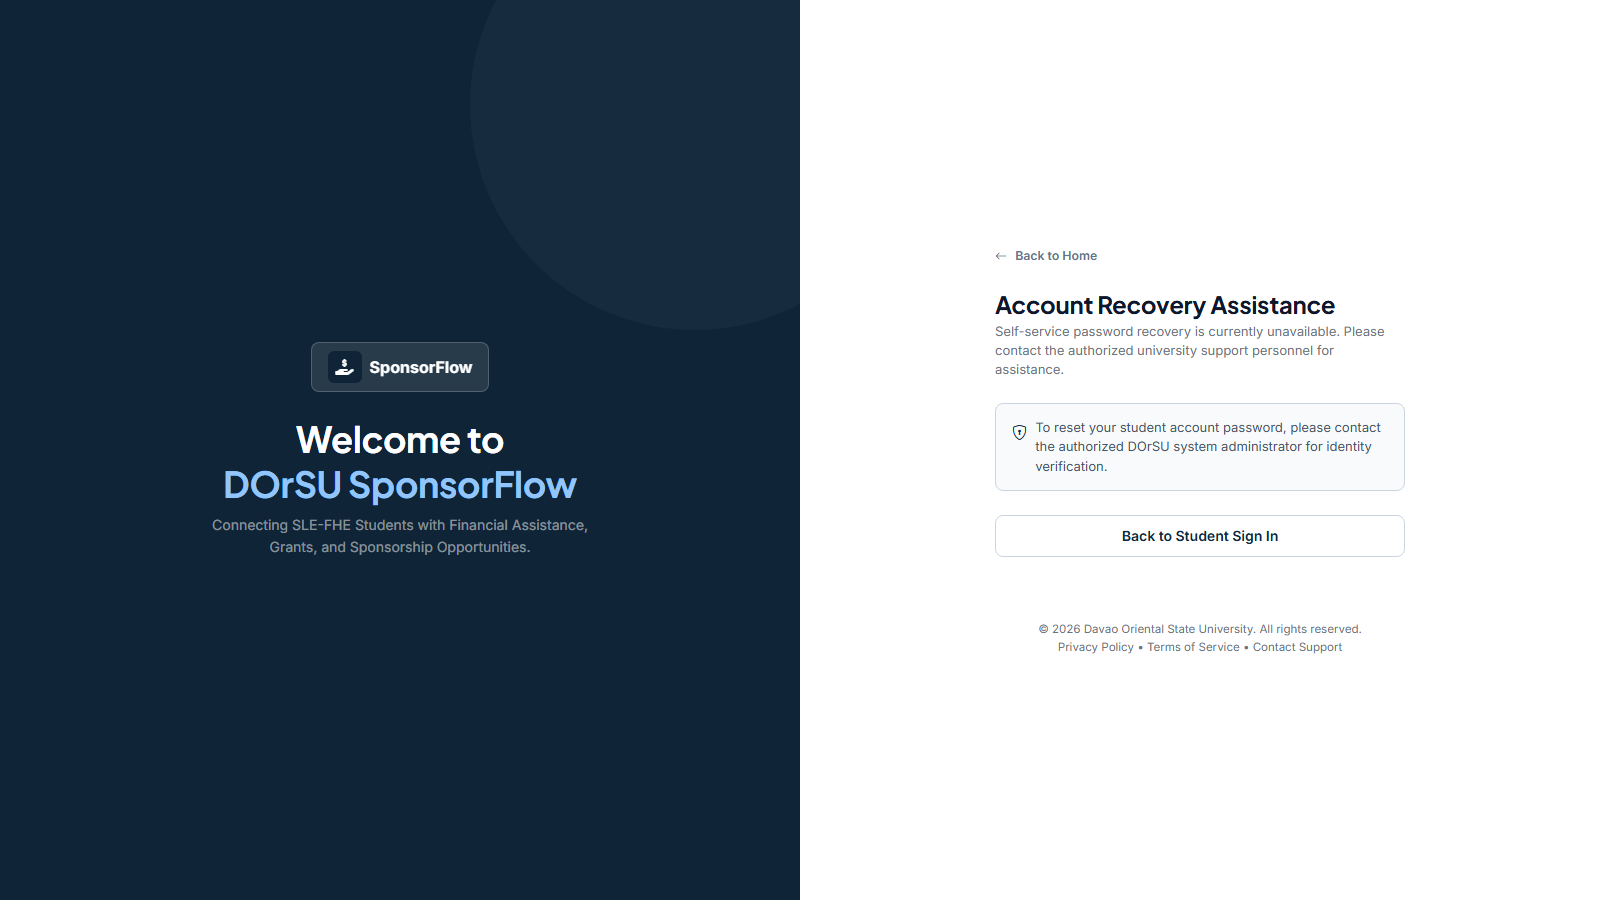 SponsorFlow
Welcome to
DOrSU SponsorFlow
Connecting SLE-FHE Students with Financial Assistance,
Grants, and Sponsorship Opportunities.
Back to Home
Account Recovery Assistance
Self-service password recovery is currently unavailable. Please
contact the authorized university support personnel for
assistance.
To reset your student account password, please contact
the authorized DOrSU system administrator for identity
verification.
Back to Student Sign In
© 2026 Davao Oriental State University. All rights reserved.
Privacy Policy • Terms of Service • Contact Support